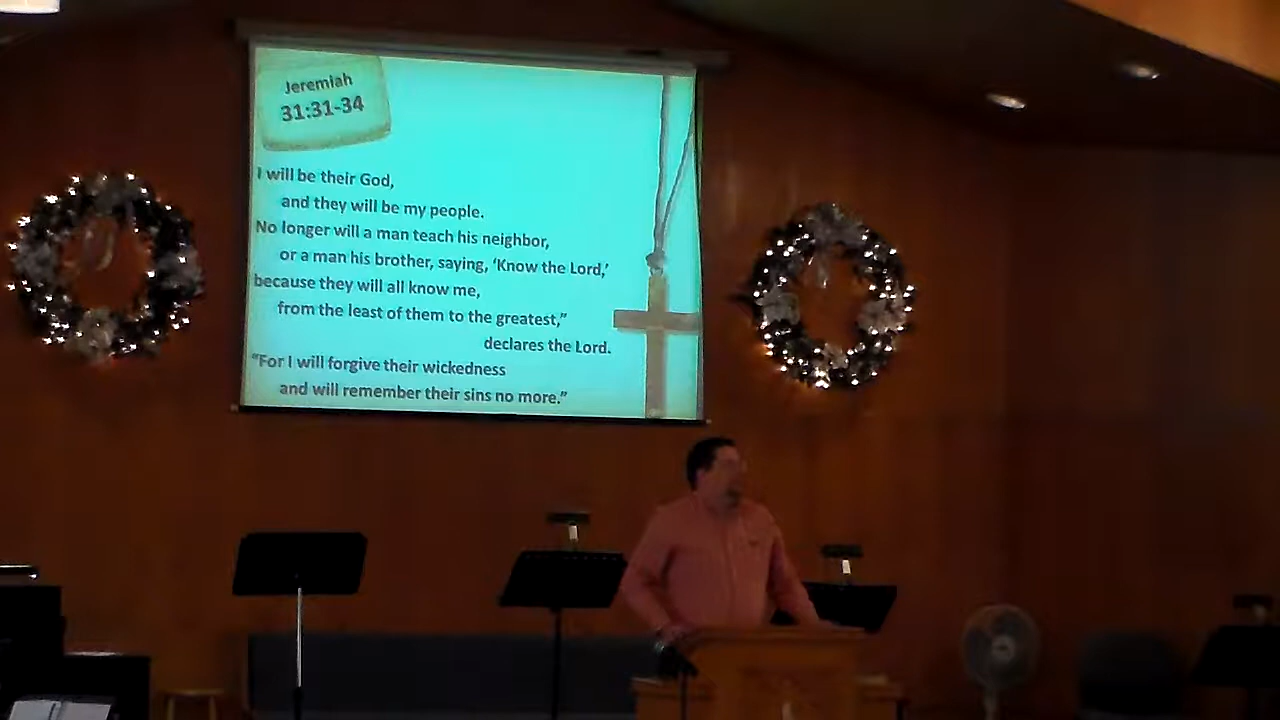 Jeremiah
31:31-34
I will be their God,
and they will be my people.
No longer will a man teach his neighbor,
or a man his brother, saying, ‘Know the Lord,’
because they will all know me,
from the least of them to the greatest,”
declares the Lord.
“For I will forgive their wickedness
and will remember their sins no more.”